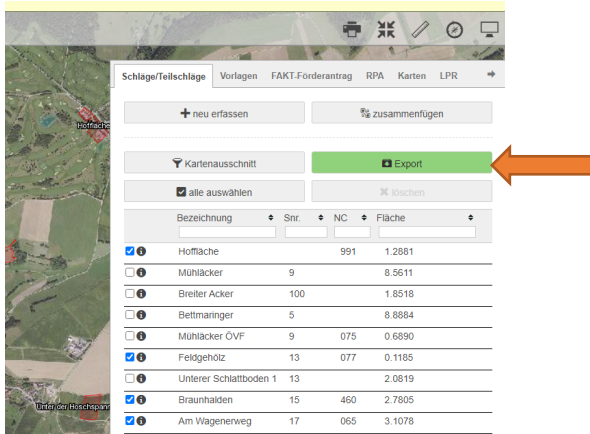 Schläge/Teilschläge Vorlagen FAKT-Förderantrag RPA Karten LPR
neu erfassen zusammenfügen
Kartenausschnitt Export
alle auswählen löschen
Bezeichnung Snr. NC Fläche
Hoffläche 991 1.2881
Mühläcker 9 8.5611
Breiter Acker 100 1.8518
Bettmaringer 5 8.8884
Mühläcker ÖVF 9 075 0.6890
Feldgehölz 13 077 0.1185
Unterer Schlattboden 1 13 2.0819
Braunhalden 15 460 2.7805
Am Wagenerweg 17 065 3.1078
Hoffläche
Unter der Höschspann